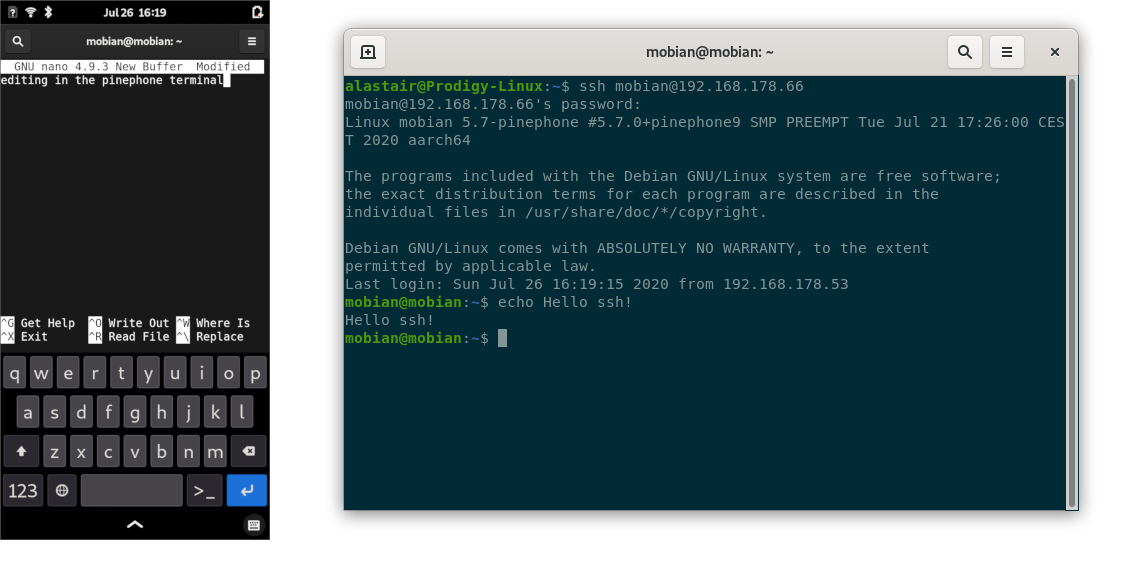 Jul 26 16:19
mobian@mobian: ~
GNU nano 4.9.3 New Buffer Modified
editing in the pinephone terminal
^G Get Help ^O Write Out ^W Where Is
^X Exit ^R Read File ^\ Replace
q w e r t y u i o p
a s d f g h j k l
z x c v b n m
123 >_
mobian@mobian: ~
alastair@Prodigy-Linux:~$ ssh mobian@192.168.178.66
mobian@192.168.178.66's password:
Linux mobian 5.7-pinephone #5.7.0+pinephone9 SMP PREEMPT Tue Jul 21 17:26:00 CES
T 2020 aarch64
The programs included with the Debian GNU/Linux system are free software;
the exact distribution terms for each program are described in the
individual files in /usr/share/doc/*/copyright.
Debian GNU/Linux comes with ABSOLUTELY NO WARRANTY, to the extent
permitted by applicable law.
Last login: Sun Jul 26 16:19:15 2020 from 192.168.178.53
mobian@mobian:~$ echo Hello ssh!
Hello ssh!
mobian@mobian:~$